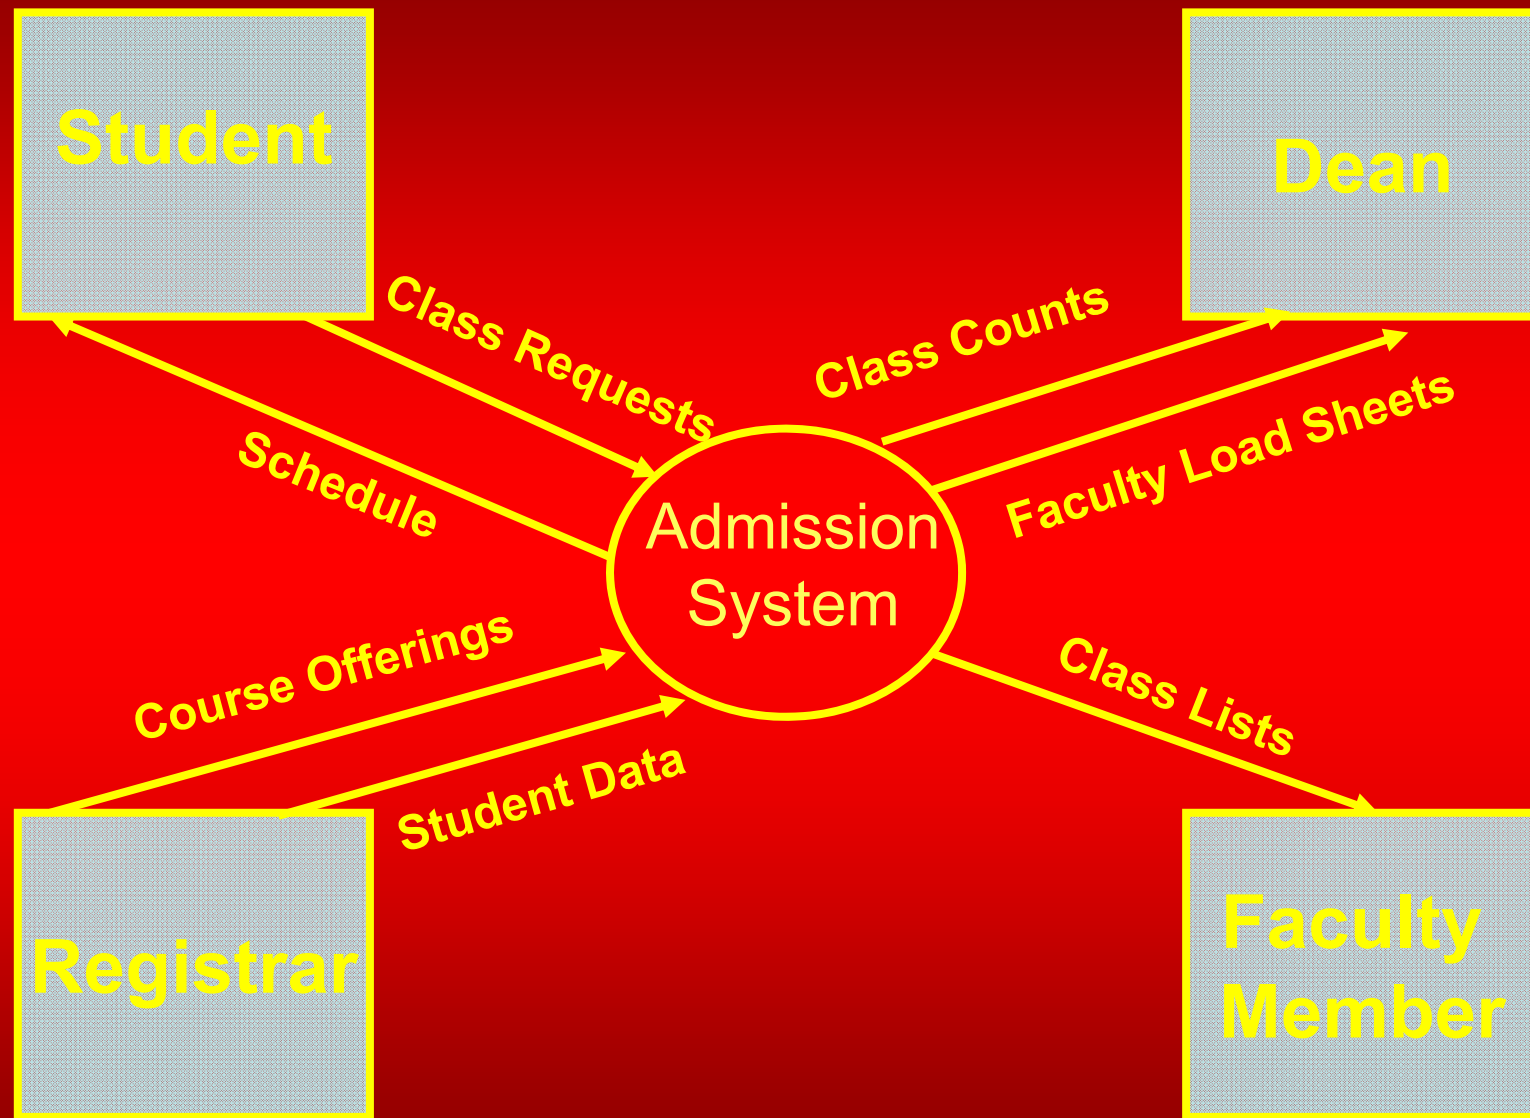 Student
Dean
Class Requests
Class Counts
Schedule
Faculty Load Sheets
Admission
System
Course Offerings
Class Lists
Student Data
Registrar
Faculty
Member